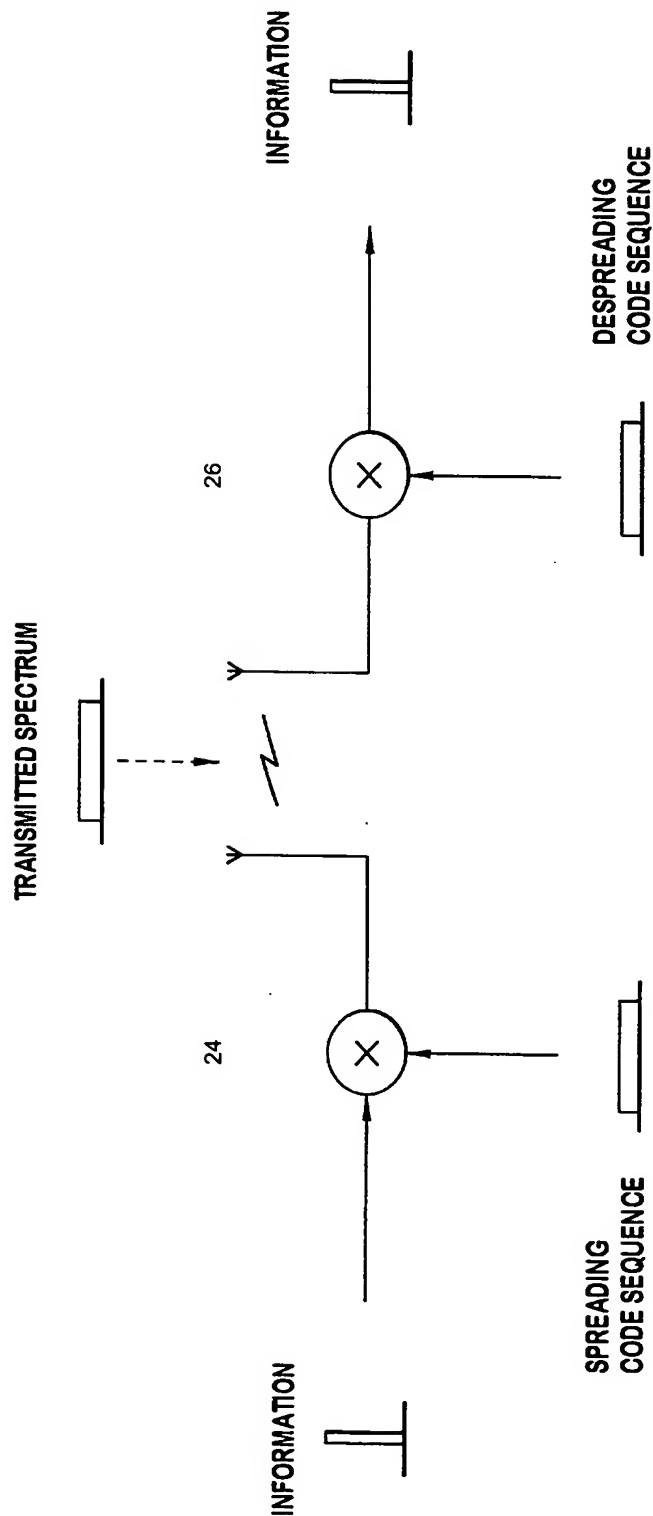 TRANSMITTED SPECTRUM
INFORMATION
24
26
INFORMATION
SPREADING
CODE SEQUENCE
DESPREADING
CODE SEQUENCE